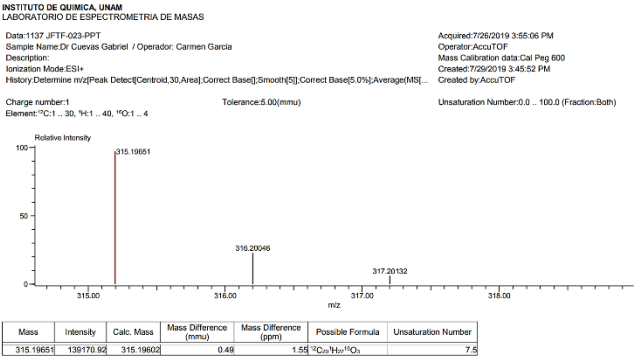 INSTITUTO DE QUIMICA, UNAM
LABORATORIO DE ESPECTROMETRIA DE MASAS
Data:1137 JFTF-023-PPT
Acquired:7/26/2019 3:55:06 PM
Sample Name:Dr Cuevas Gabriel / Operador: Carmen Garcia
Operator:AccuTOF
Description:
Mass Calibration data:Cal Peg 600
Ionization Mode:ESI+
Created:7/29/2019 3:45:52 PM
History:Determine m/z[Peak Detect[Centroid,30,Area];Correct Base[];Smooth[5];Correct Base[5.0%];Average(MS[...
Created by:AccuTOF
Charge number:1
Tolerance:5.00(mmu)
Unsaturation Number:0.0 .. 100.0 (Fraction:Both)
Element:¹²C:1 .. 30, ¹H:1 .. 40, ¹⁶O:1 .. 4
Relative Intensity
100
315.19651
50
316.20046
317.20132
0
315.00 316.00 317.00 318.00
m/z
Mass Intensity Calc. Mass Mass Difference (mmu) Mass Difference (ppm) Possible Formula Unsaturation Number
315.19651 139170.92 315.19602 0.49 1.55 ¹²C₂₀¹H₂₇¹⁶O₃ 7.5